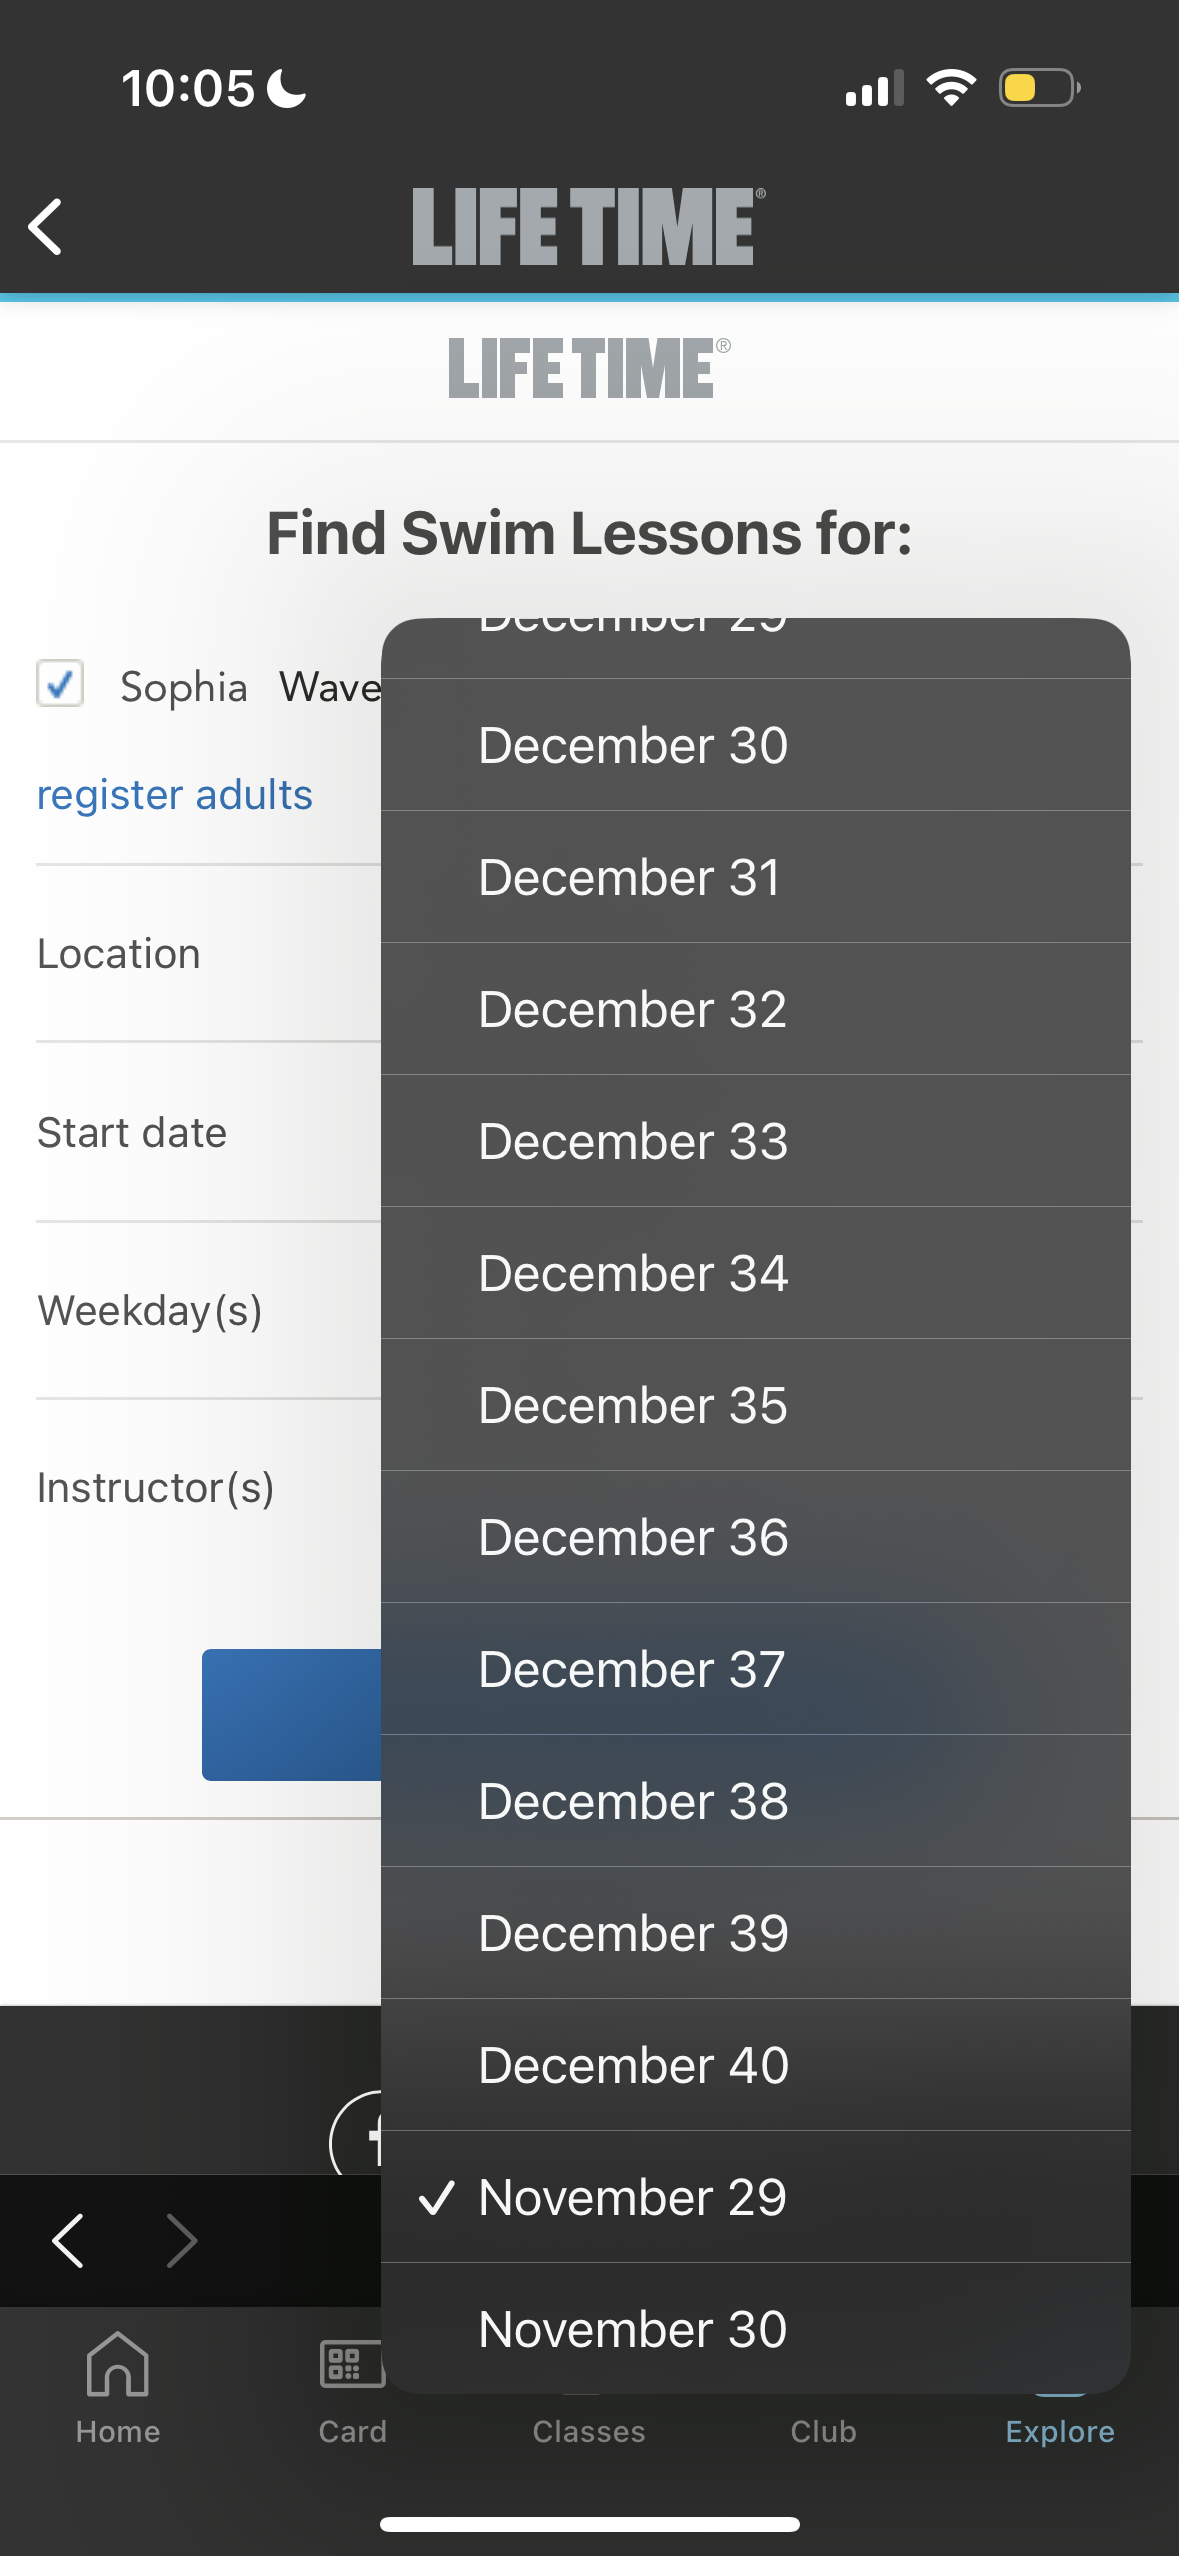 10:05
LIFE TIME®
LIFE TIME®
Find Swim Lessons for:
Sophia Wave
register adults
Location
Start date
Weekday(s)
Instructor(s)
December 29
December 30
December 31
December 32
December 33
December 34
December 35
December 36
December 37
December 38
December 39
December 40
November 29
November 30
Home
Card
Classes
Club
Explore